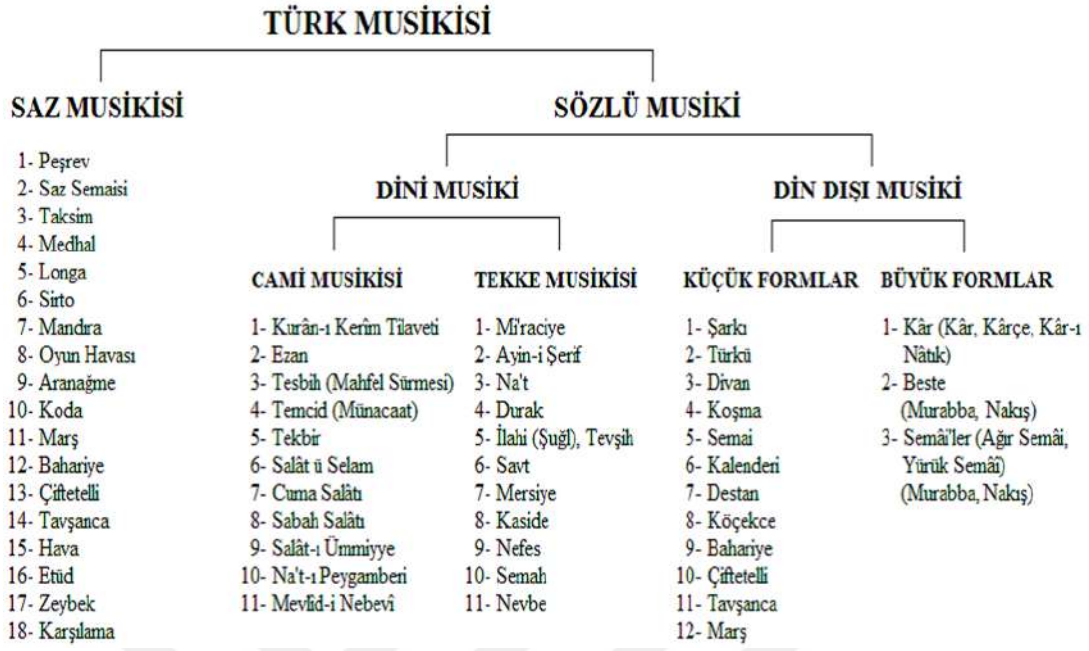 TÜRK MUSİKİSİ
SAZ MUSİKİSİ
1- Peşrev
2- Saz Semaisi
3- Taksim
4- Medhal
5- Longa
6- Sirto
7- Mandıra
8- Oyun Havası
9- Aranağme
10- Koda
11- Marş
12- Bahariye
13- Çiftetelli
14- Tavşanca
15- Hava
16- Etüd
17- Zeybek
18- Karşılama
SÖZLÜ MUSİKİ
DİNİ MUSİKİ
CAMİ MUSİKİSİ
1- Kurân-ı Kerîm Tilaveti
2- Ezan
3- Tesbih (Mahfel Sürmesi)
4- Temcid (Münacaat)
5- Tekbir
6- Salât ü Selam
7- Cuma Salâtı
8- Sabah Salâtı
9- Salât-ı Ümmiyye
10- Na't-ı Peygamberi
11- Mevlid-i Nebevî
TEKKE MUSİKİSİ
1- Mi'raciye
2- Ayin-i Şerif
3- Na't
4- Durak
5- İlahi (Şuğl), Tevşih
6- Savt
7- Mersiye
8- Kaside
9- Nefes
10- Semah
11- Nevbe
DİN DIŞI MUSİKİ
KÜÇÜK FORMLAR
1- Şarkı
2- Türkü
3- Divan
4- Koşma
5- Semai
6- Kalenderi
7- Destan
8- Köçekce
9- Bahariye
10- Çiftetelli
11- Tavşanca
12- Marş
BÜYÜK FORMLAR
1- Kâr (Kâr, Kârçe, Kâr-ı
Nâtık)
2- Beste
(Murabba, Nakış)
3- Semâi'ler (Ağır Semâi,
Yürük Semâî)
(Murabba, Nakış)